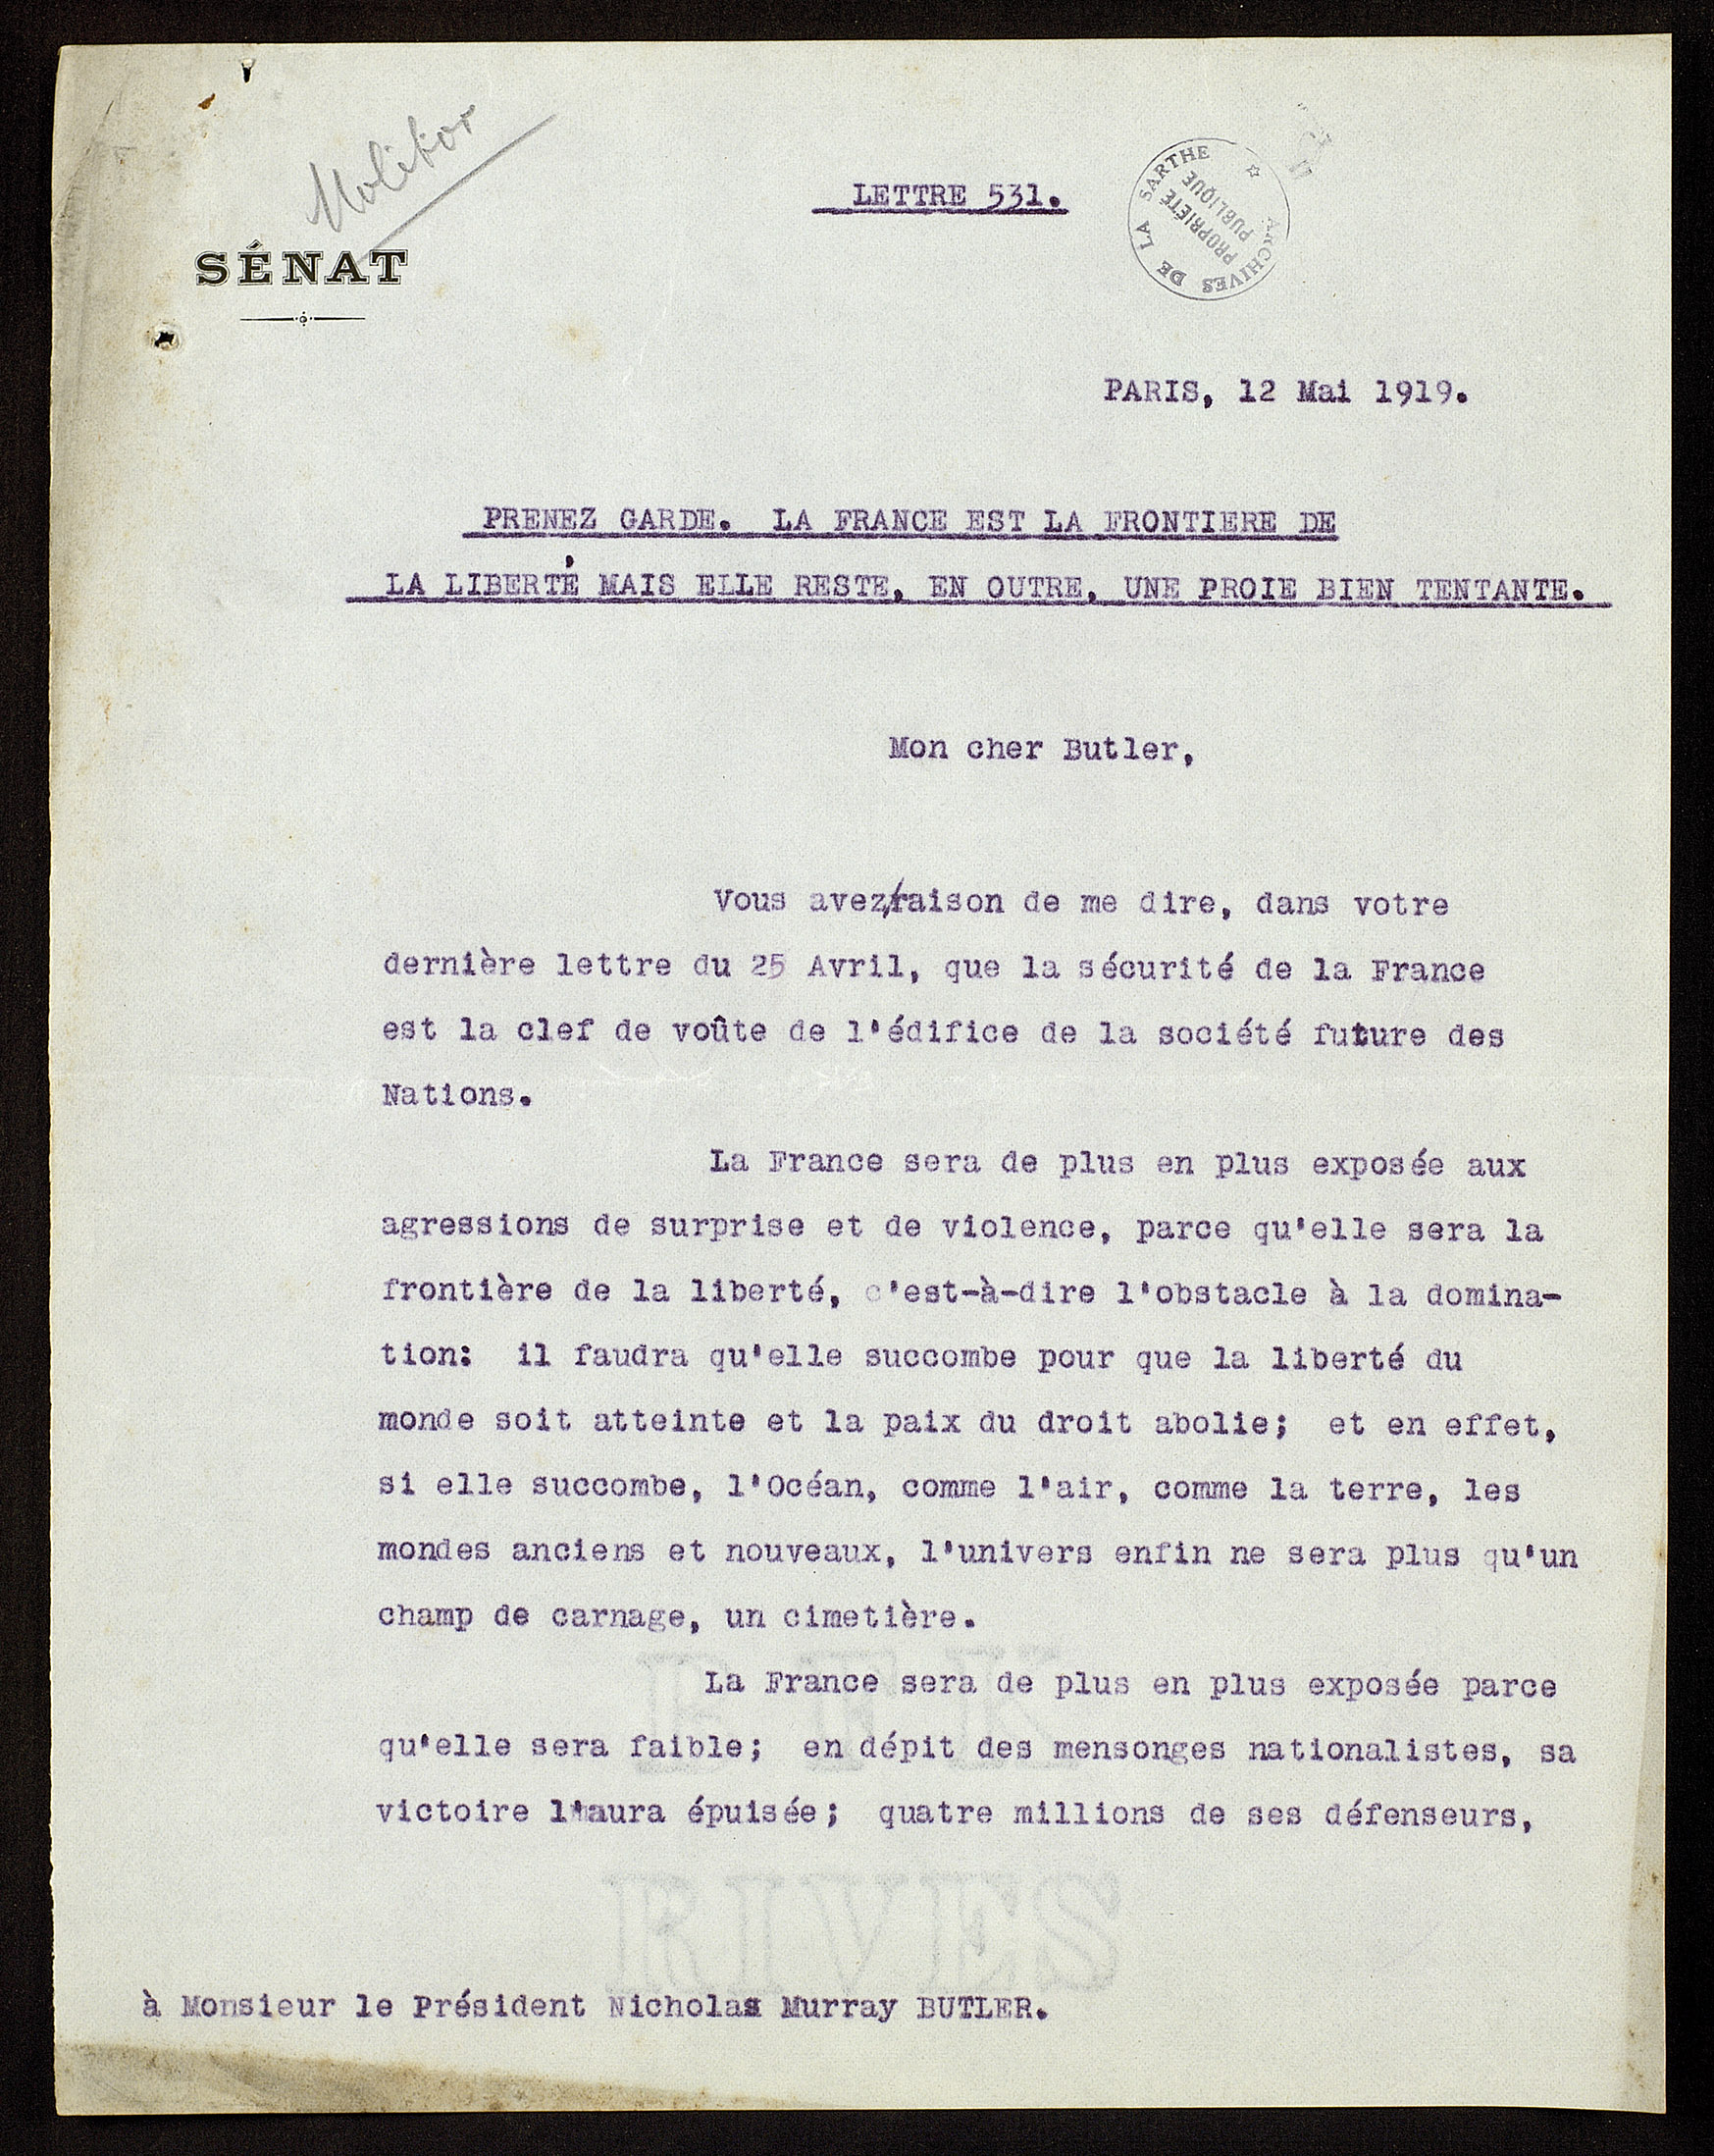 Molitor
LETTRE 531.
ARCHIVES DE LA SARTHE
PROPRIÉTÉ
PUBLIQUE
SÉNAT
PARIS, 12 Mai 1919.
PRENEZ GARDE. LA FRANCE EST LA FRONTIERE DE
LA LIBERTÉ MAIS ELLE RESTE, EN OUTRE, UNE PROIE BIEN TENTANTE.
Mon cher Butler,
Vous avez raison de me dire, dans votre
dernière lettre du 25 Avril, que la sécurité de la France
est la clef de voûte de l'édifice de la société future des
Nations.
La France sera de plus en plus exposée aux
agressions de surprise et de violence, parce qu'elle sera la
frontière de la liberté, c'est-à-dire l'obstacle à la domina-
tion: il faudra qu'elle succombe pour que la liberté du
monde soit atteinte et la paix du droit abolie; et en effet,
si elle succombe, l'Océan, comme l'air, comme la terre, les
mondes anciens et nouveaux, l'univers enfin ne sera plus qu'un
champ de carnage, un cimetière.
La France sera de plus en plus exposée parce
qu'elle sera faible; en dépit des mensonges nationalistes, sa
victoire l'aura épuisée; quatre millions de ses défenseurs,
B F K
RIVES
à Monsieur le Président Nicholas Murray BUTLER.